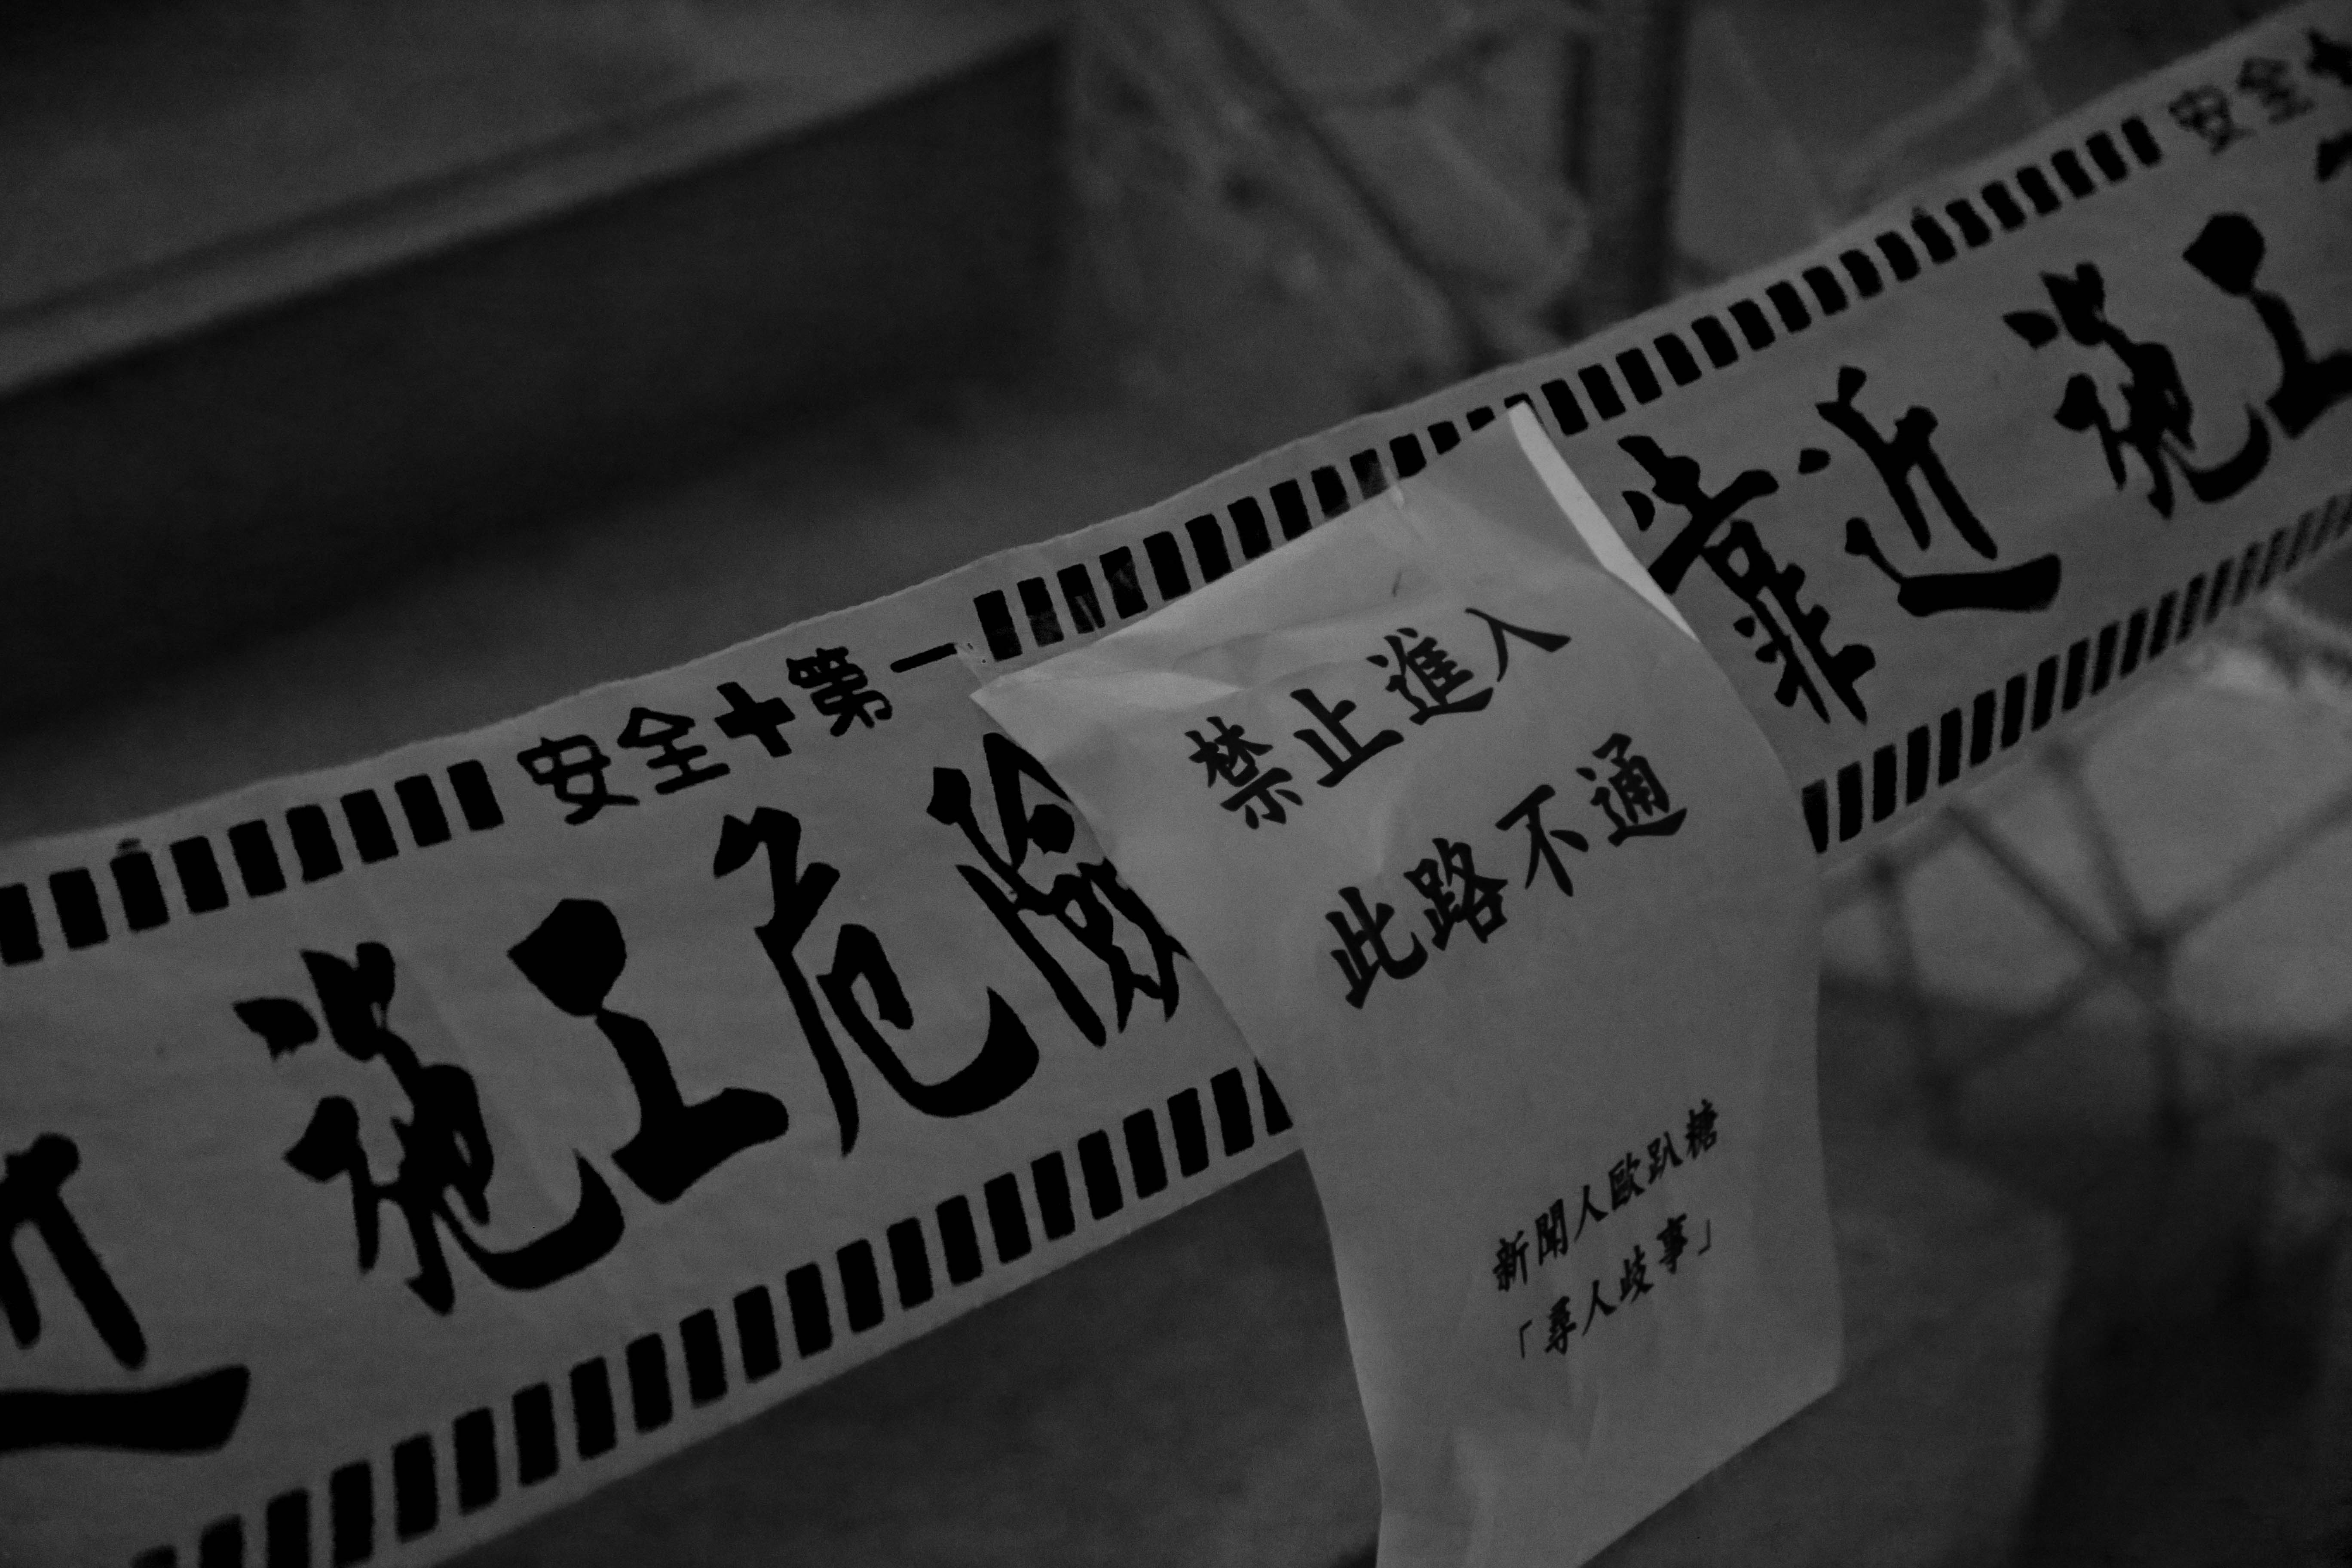 安全十第一
安全
近 施工危險
靠近 施工
禁止進入
此路不通
新聞人歐趴糖
「尋人歧事」